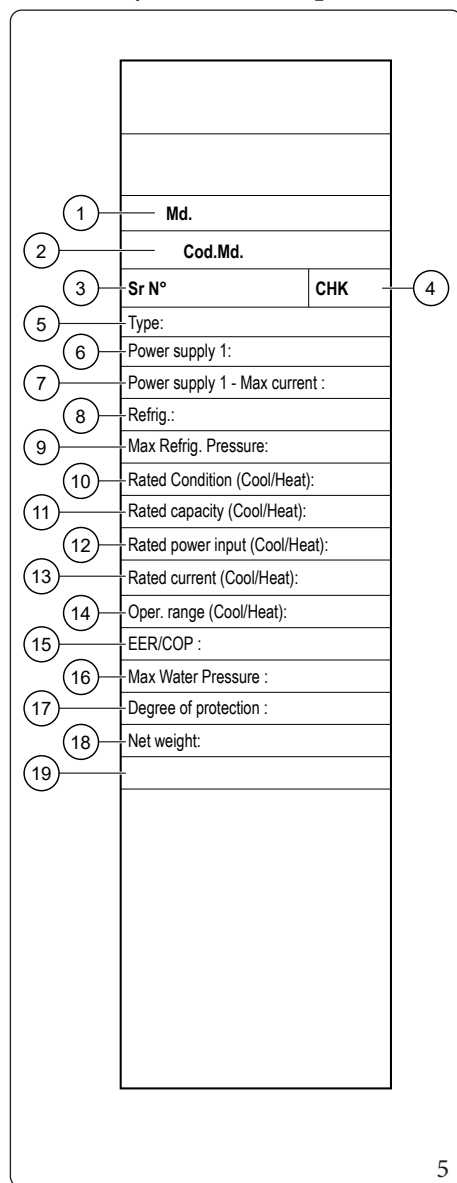 1 Md.
2 Cod.Md.
3 Sr N° CHK 4
5 Type:
6 Power supply 1:
7 Power supply 1 - Max current :
8 Refrig.:
9 Max Refrig. Pressure:
10 Rated Condition (Cool/Heat):
11 Rated capacity (Cool/Heat):
12 Rated power input (Cool/Heat):
13 Rated current (Cool/Heat):
14 Oper. range (Cool/Heat):
15 EER/COP :
16 Max Water Pressure :
17 Degree of protection :
18 Net weight:
19
5